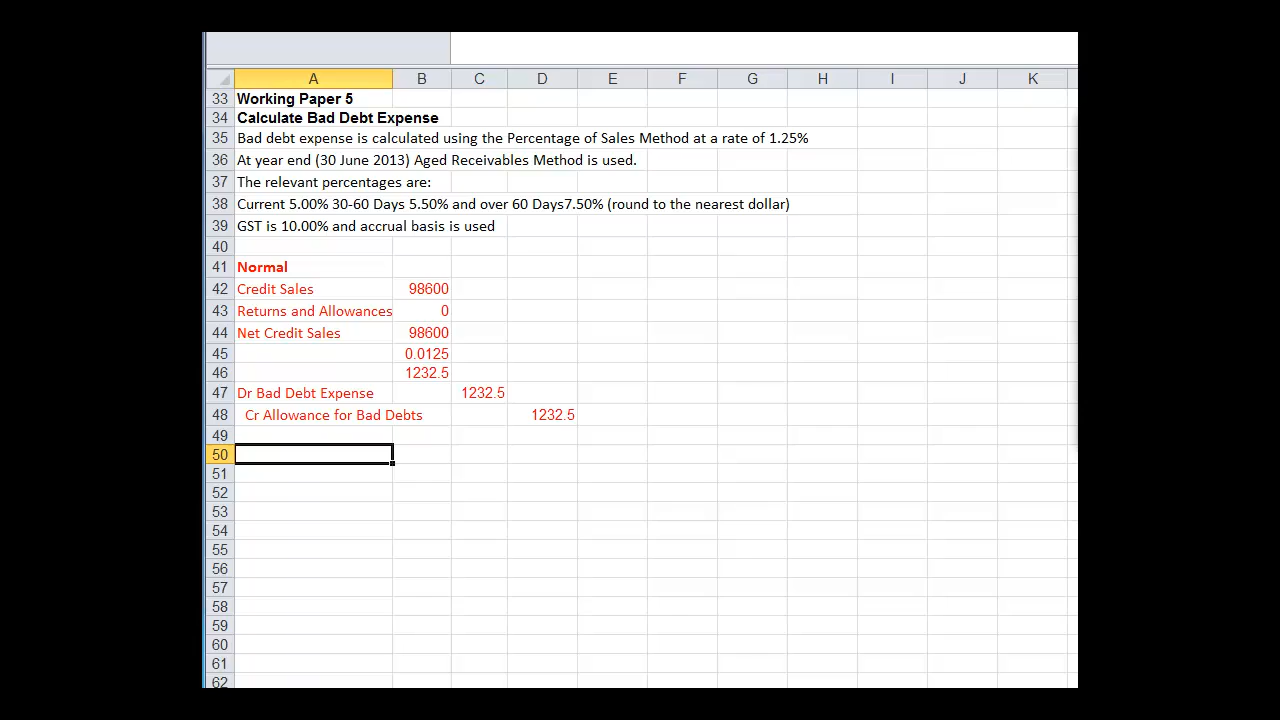 A B C D E F G H I J K
33 Working Paper 5
34 Calculate Bad Debt Expense
35 Bad debt expense is calculated using the Percentage of Sales Method at a rate of 1.25%
36 At year end (30 June 2013) Aged Receivables Method is used.
37 The relevant percentages are:
38 Current 5.00% 30-60 Days 5.50% and over 60 Days7.50% (round to the nearest dollar)
39 GST is 10.00% and accrual basis is used
40
41 Normal
42 Credit Sales 98600
43 Returns and Allowances 0
44 Net Credit Sales 98600
45 0.0125
46 1232.5
47 Dr Bad Debt Expense 1232.5
48 Cr Allowance for Bad Debts 1232.5
49
50
51
52
53
54
55
56
57
58
59
60
61
62